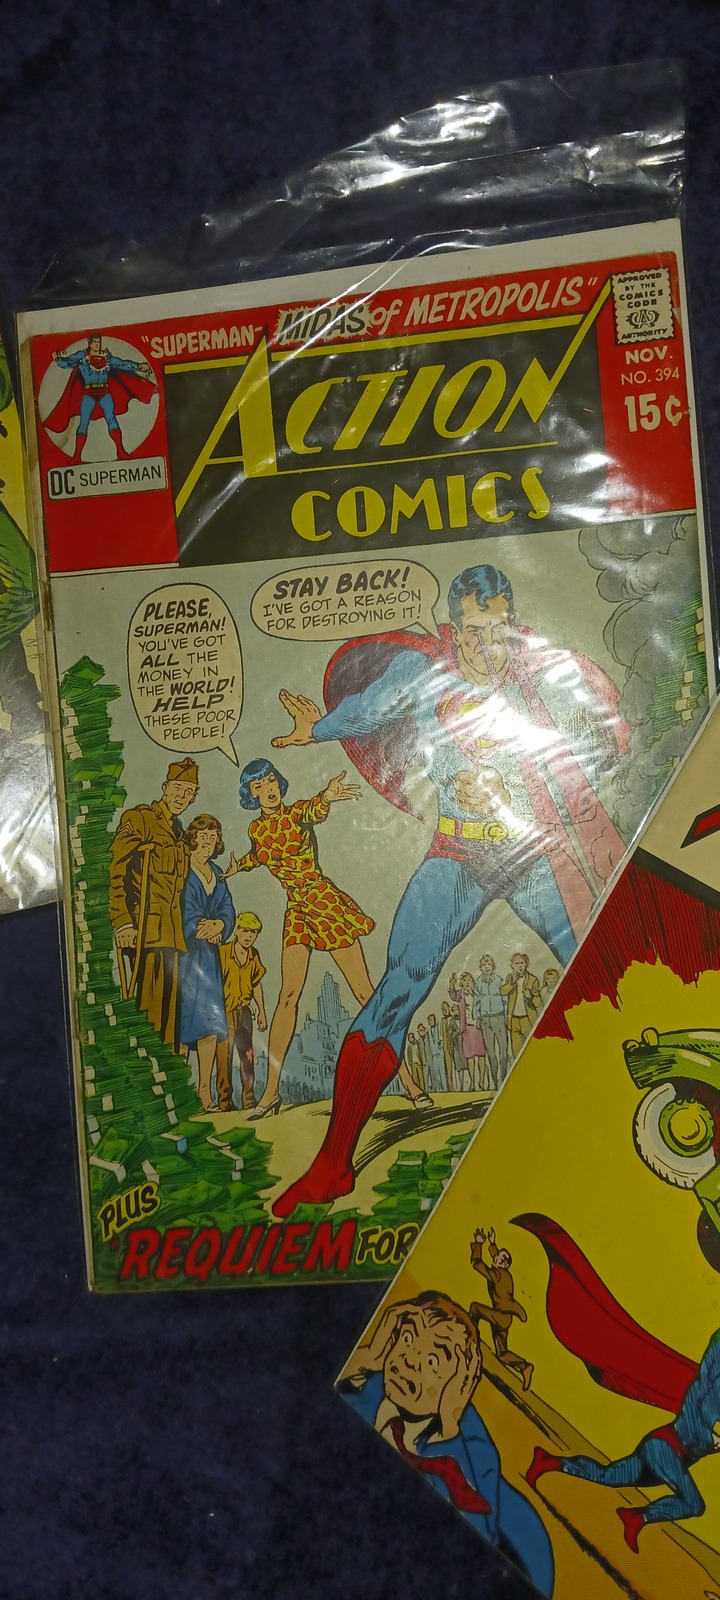 "SUPERMAN- MIDAS of METROPOLIS"
APPROVED
BY THE
COMICS
CODE
CA
AUTHORITY
NOV.
NO. 394
15¢
DC SUPERMAN
ACTION
COMICS
PLEASE,
SUPERMAN!
YOU'VE GOT
ALL THE
MONEY IN
THE WORLD!
HELP
THESE POOR
PEOPLE!
STAY BACK!
I'VE GOT A REASON
FOR DESTROYING IT!
PLUS
"REQUIEM FOR